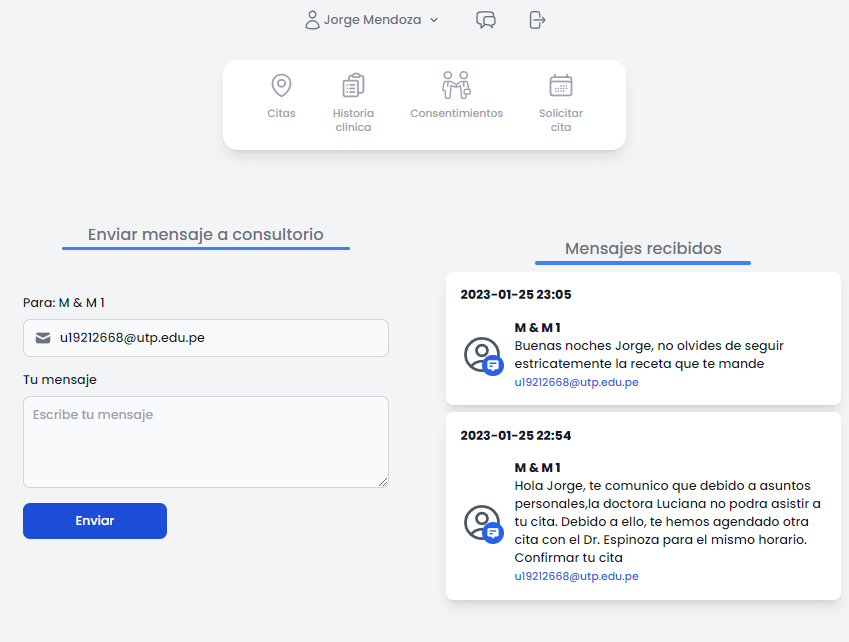 Jorge Mendoza
Citas
Historia
clínica
Consentimientos
Solicitar
cita
Enviar mensaje a consultorio
Para: M & M 1
u19212668@utp.edu.pe
Tu mensaje
Escribe tu mensaje
Enviar
Mensajes recibidos
2023-01-25 23:05
M & M 1
Buenas noches Jorge, no olvides de seguir
estricatemente la receta que te mande
u19212668@utp.edu.pe
2023-01-25 22:54
M & M 1
Hola Jorge, te comunico que debido a asuntos
personales,la doctora Luciana no podra asistir a
tu cita. Debido a ello, te hemos agendado otra
cita con el Dr. Espinoza para el mismo horario.
Confirmar tu cita
u19212668@utp.edu.pe